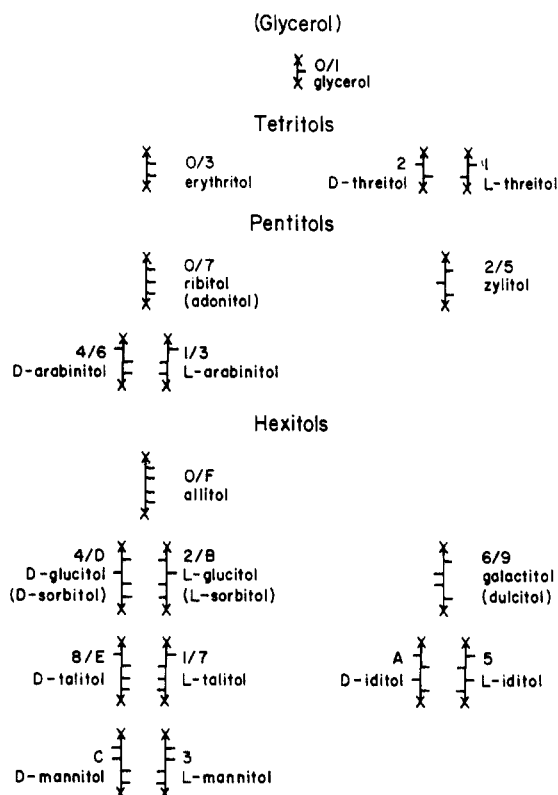 (Glycerol)
0/1
glycerol
Tetritols
0/3
erythritol
2
D-threitol
1
L-threitol
Pentitols
0/7
ribitol
(adonitol)
2/5
zylitol
4/6
D-arabinitol
1/3
L-arabinitol
Hexitols
0/F
allitol
4/D
D-glucitol
(D-sorbitol)
2/B
L-glucitol
(L-sorbitol)
6/9
galactitol
(dulcitol)
8/E
D-talitol
1/7
L-talitol
A
D-iditol
5
L-iditol
C
D-mannitol
3
L-mannitol